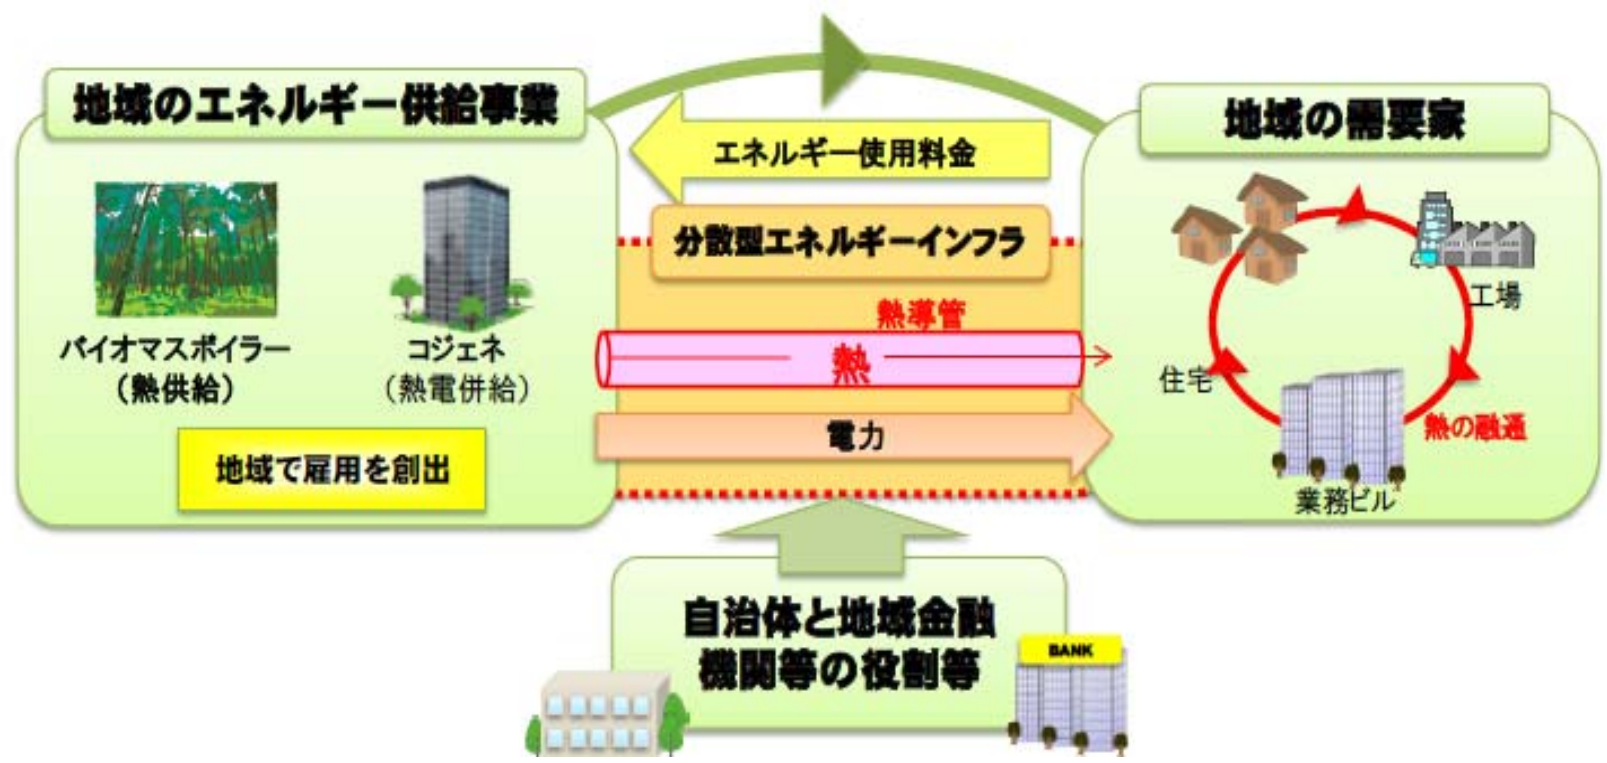 地域のエネルギー供給事業
バイオマスボイラー
（熱供給）
コジェネ
（熱電併給）
地域で雇用を創出
エネルギー使用料金
分散型エネルギーインフラ
熱導管
熱
電力
地域の需要家
工場
住宅
熱の融通
業務ビル
自治体と地域金融
機関等の役割等
BANK